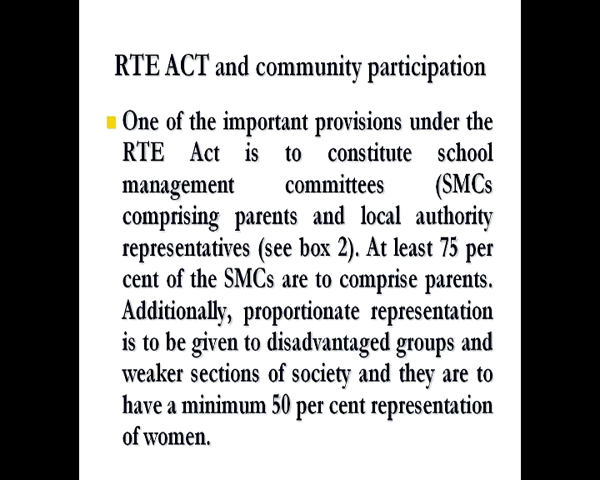 RTE ACT and community participation
One of the important provisions under the
RTE Act is to constitute school
management committees (SMCs
comprising parents and local authority
representatives (see box 2). At least 75 per
cent of the SMCs are to comprise parents.
Additionally, proportionate representation
is to be given to disadvantaged groups and
weaker sections of society and they are to
have a minimum 50 per cent representation
of women.